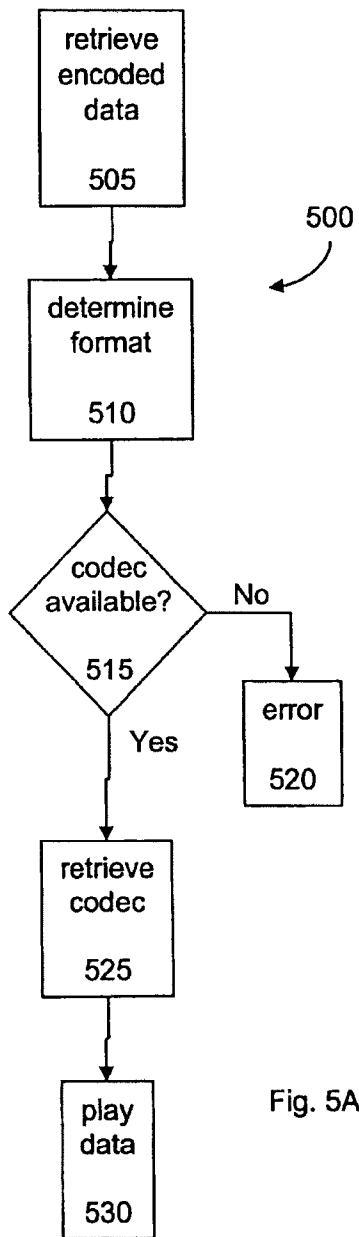 retrieve
encoded
data
505
500
determine
format
510
codec
available?
515
No
Yes
error
520
retrieve
codec
525
play
data
530
Fig. 5A